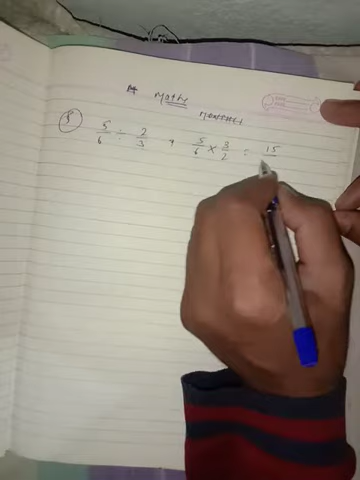 Maths
5 5/6 ÷ 2/3 , 5/6 × 3/2 = 15